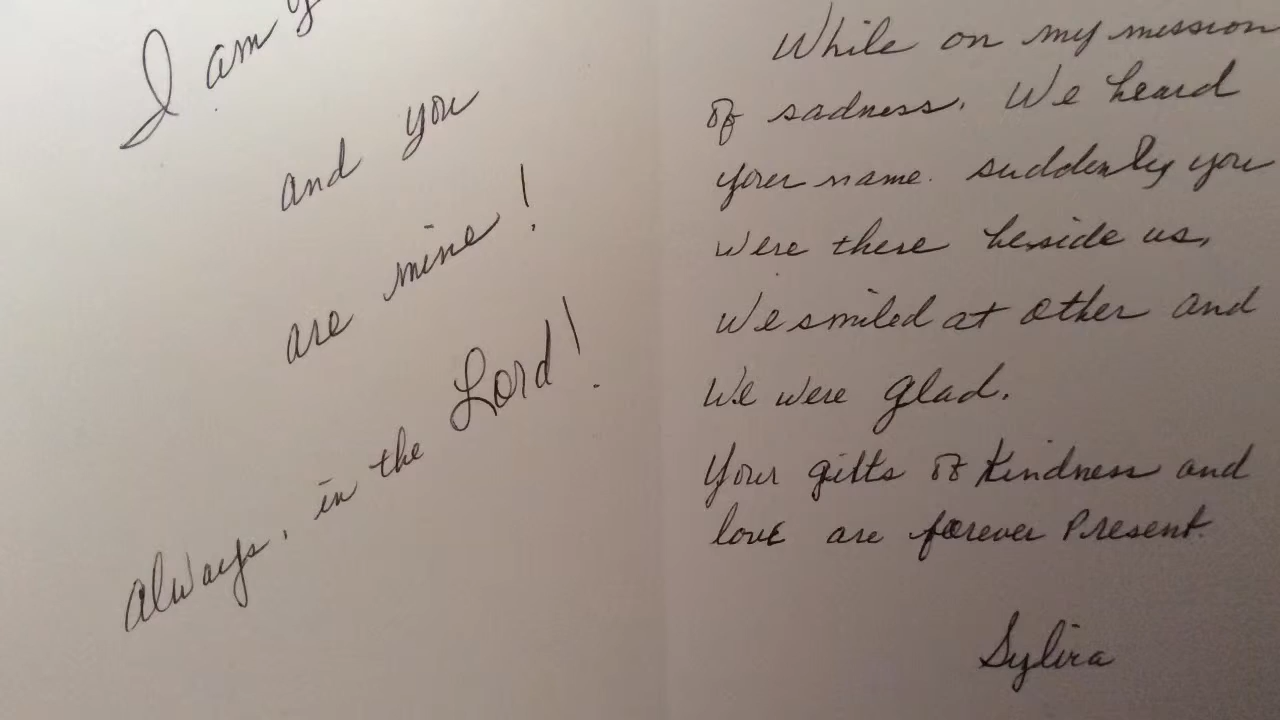 I am
and you
are mine!
always, in the Lord!
While on my mission
of sadness. We heard
your name. suddenly you
were there beside us,
We smiled at other and
We were glad.
Your gifts of Kindness and
love are forever Present.
Sylvia